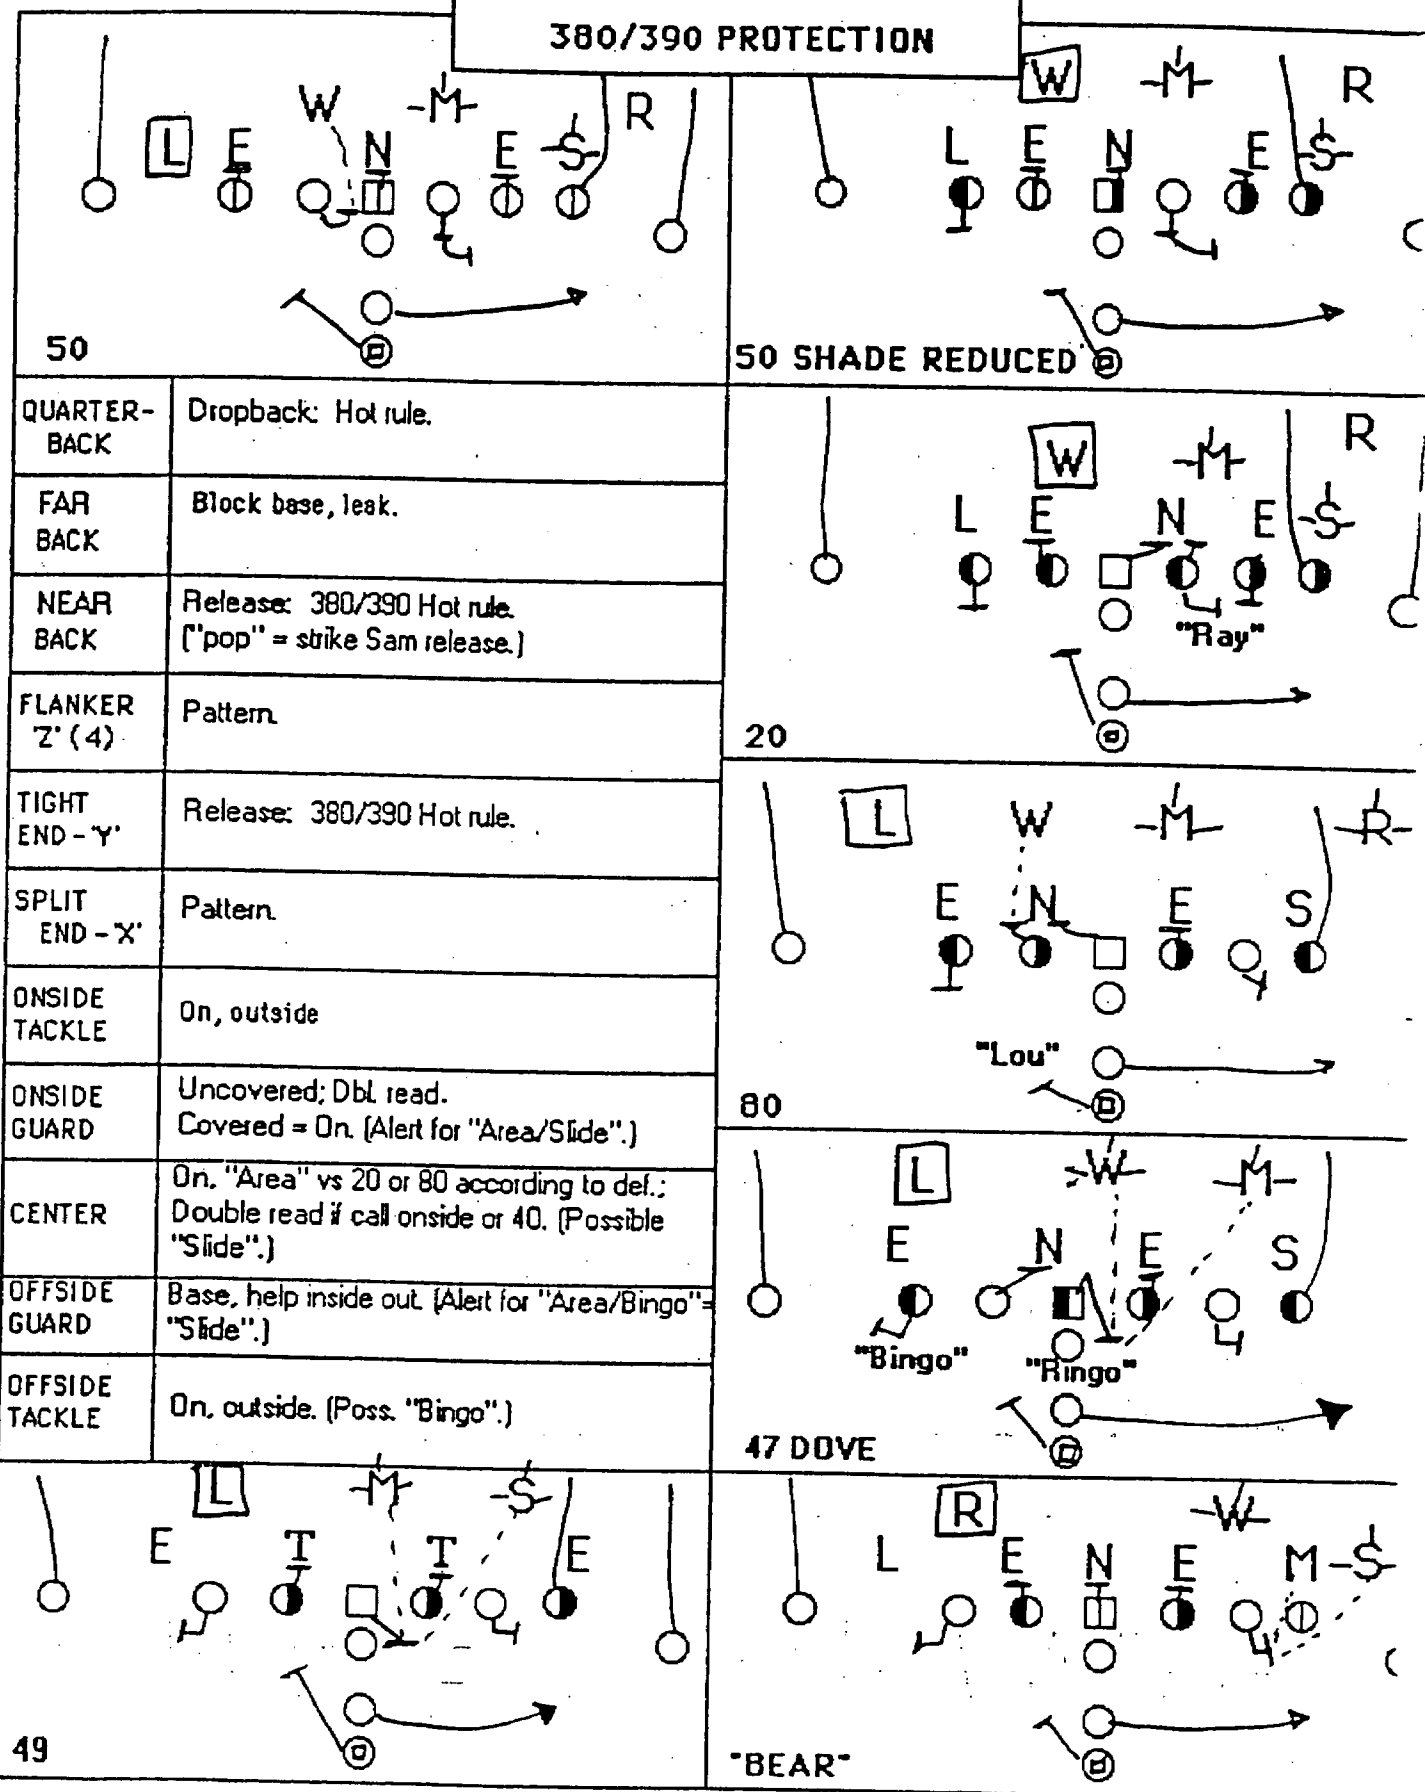 380/390 PROTECTION
W M R
L E N E S
50
W M R
L E N E S
50 SHADE REDUCED
QUARTER-
BACK
Dropback: Hot rule.
FAR
BACK
Block base, leak.
NEAR
BACK
Release: 380/390 Hot rule.
("pop" = strike Sam release.)
FLANKER
'Z' (4)
Pattern.
TIGHT
END - 'Y'
Release: 380/390 Hot rule.
SPLIT
END - 'X'
Pattern.
ONSIDE
TACKLE
On, outside
ONSIDE
GUARD
Uncovered; Dbl. read.
Covered = On. (Alert for "Area/Slide".)
CENTER
On, "Area" vs 20 or 80 according to def.;
Double read if call onside or 40. (Possible
"Slide".)
OFFSIDE
GUARD
Base, help inside out. (Alert for "Area/Bingo"=
"Slide".)
OFFSIDE
TACKLE
On, outside. (Poss. "Bingo".)
W M R
L E N E S
"Ray"
20
L W M R
E N E S
"Lou"
80
L W M
E N E S
"Bingo" "Ringo"
47 DOVE
L M S
E T T E
49
R W
L E N E M S
"BEAR"